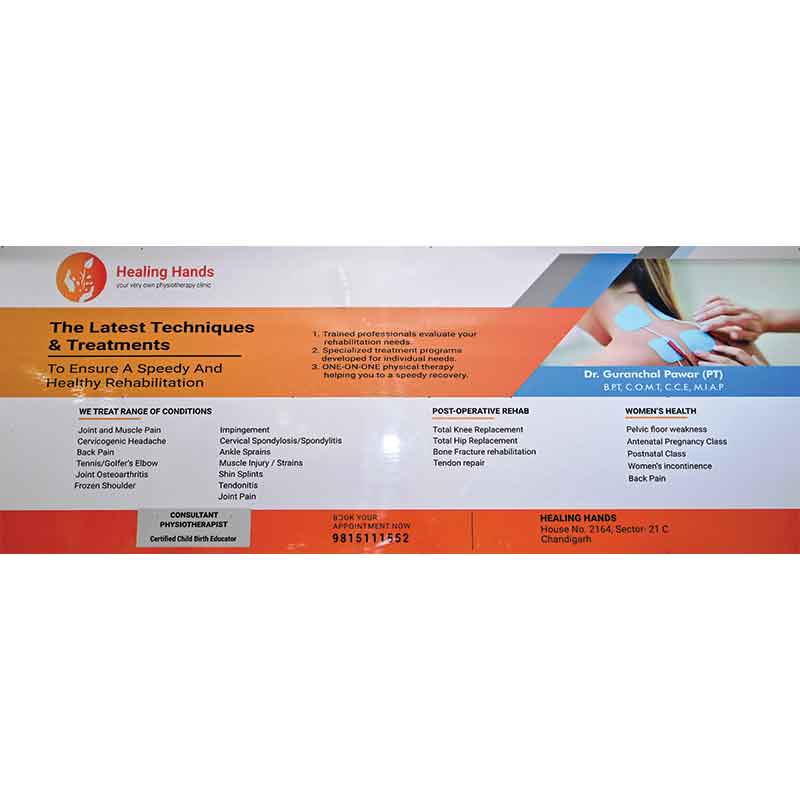 Healing Hands
your very own physiotherapy clinic
The Latest Techniques
& Treatments
To Ensure A Speedy And
Healthy Rehabilitation
1. Trained professionals evaluate your
rehabilitation needs.
2. Specialized treatment programs
developed for individual needs.
3. ONE-ON-ONE physical therapy
helping you to a speedy recovery.
Dr. Guranchal Pawar (PT)
B.P.T, C.O.M.T, C.C.E, M.I.A.P
WE TREAT RANGE OF CONDITIONS
Joint and Muscle Pain
Cervicogenic Headache
Back Pain
Tennis/Golfer's Elbow
Joint Osteoarthritis
Frozen Shoulder
Impingement
Cervical Spondylosis/Spondylitis
Ankle Sprains
Muscle Injury / Strains
Shin Splints
Tendonitis
Joint Pain
POST-OPERATIVE REHAB
Total Knee Replacement
Total Hip Replacement
Bone Fracture rehabilitation
Tendon repair
WOMEN'S HEALTH
Pelvic floor weakness
Antenatal Pregnancy Class
Postnatal Class
Women's incontinence
Back Pain
CONSULTANT
PHYSIOTHERAPIST
Certified Child Birth Educator
BOOK YOUR
APPOINTMENT NOW
9815111552
HEALING HANDS
House No. 2164, Sector- 21 C
Chandigarh